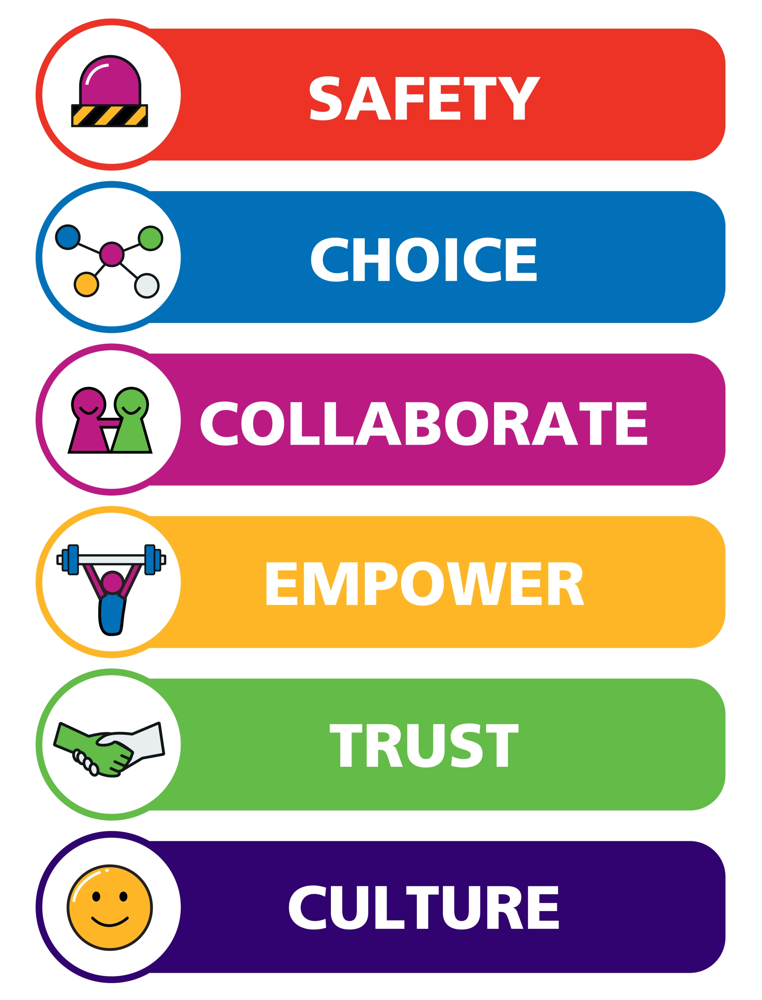 SAFETY
CHOICE
COLLABORATE
EMPOWER
TRUST
CULTURE